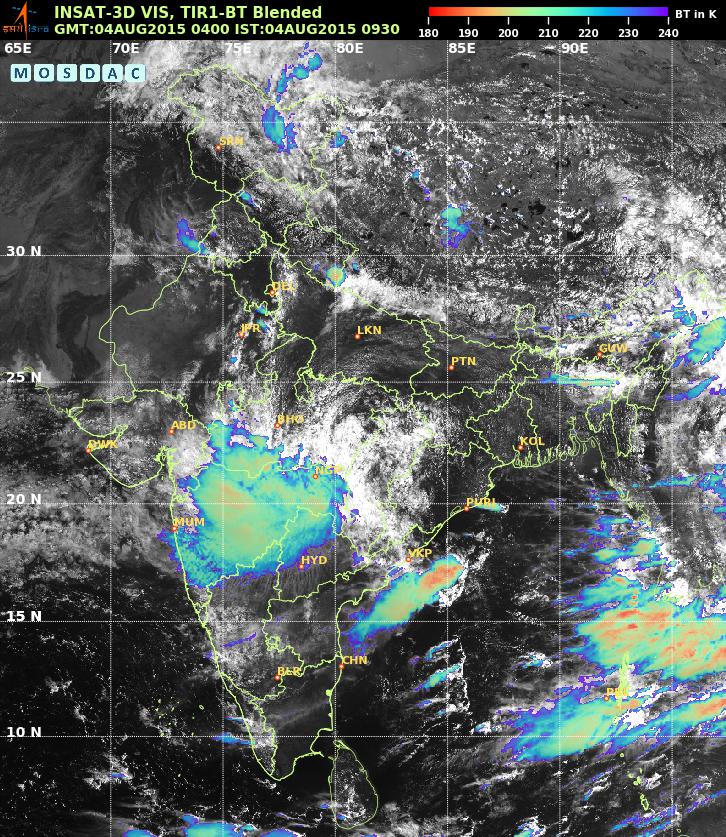 INSAT-3D VIS, TIR1-BT Blended
GMT:04AUG2015 0400 IST:04AUG2015 0930
BT in K
180 190 200 210 220 230 240
65E 70E 75E 80E 85E 90E
MOSDAC
SRN
30 N
DEL
JPR LKN
GUW
PTN
25 N
BHO
ABD
DWK KOL
NGP
20 N PURI
MUM
VKP
HYD
15 N
CHN
BLR
PBL
10 N